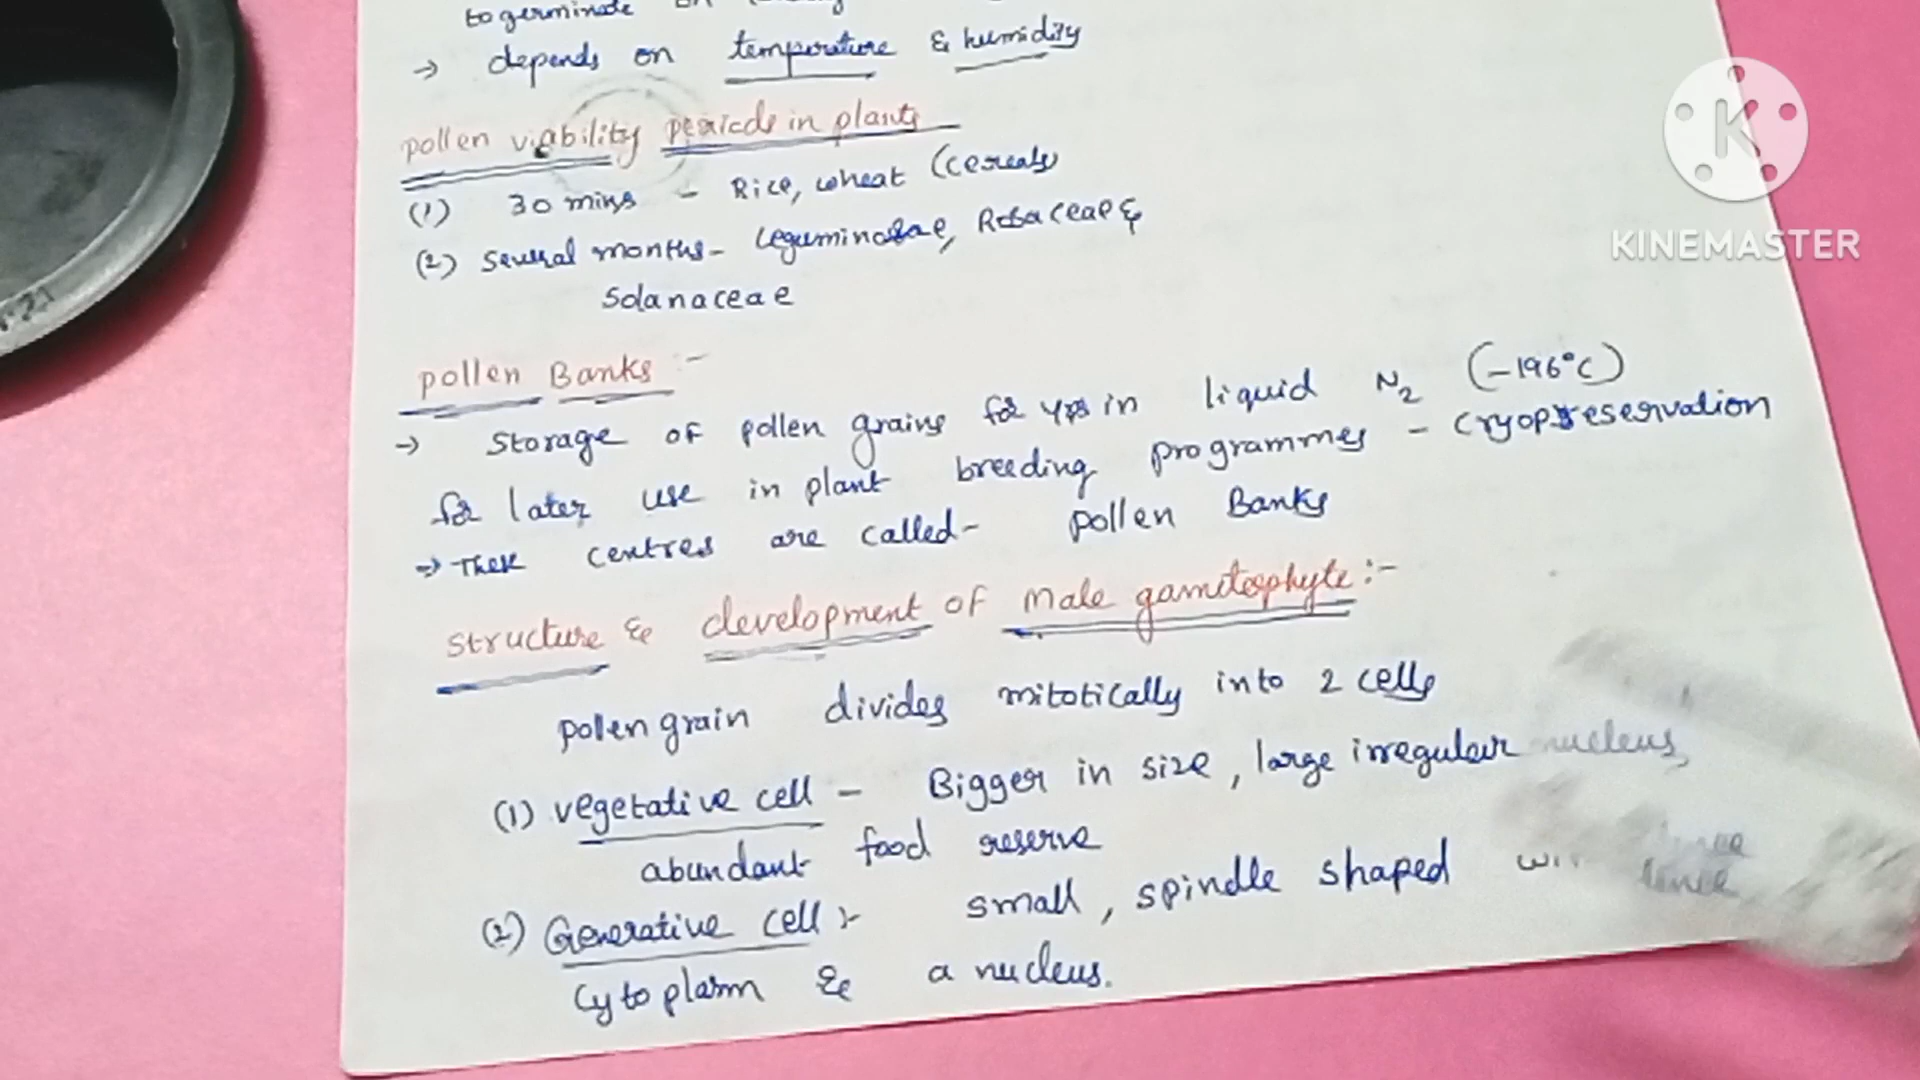 to germinate on
→ depends on temperature & humidity
pollen viability periods in plants
(1) 30 mins - Rice, wheat (cereals
(2) Several months - Leguminosae, Rosaceae &
Solanaceae
pollen Banks :-
→ Storage of pollen grains for yrs in liquid N2 (-196°C)
for later use in plant breeding programmes - cryopreservation
→ These centres are called - pollen Banks
structure & development of male gametophyte :-
pollen grain divides mitotically into 2 cells
(1) vegetative cell - Bigger in size, large irregular nucleus,
abundant food reserve
(2) Generative cell :- small, spindle shaped
cytoplasm & a nucleus.
K
KINEMASTER